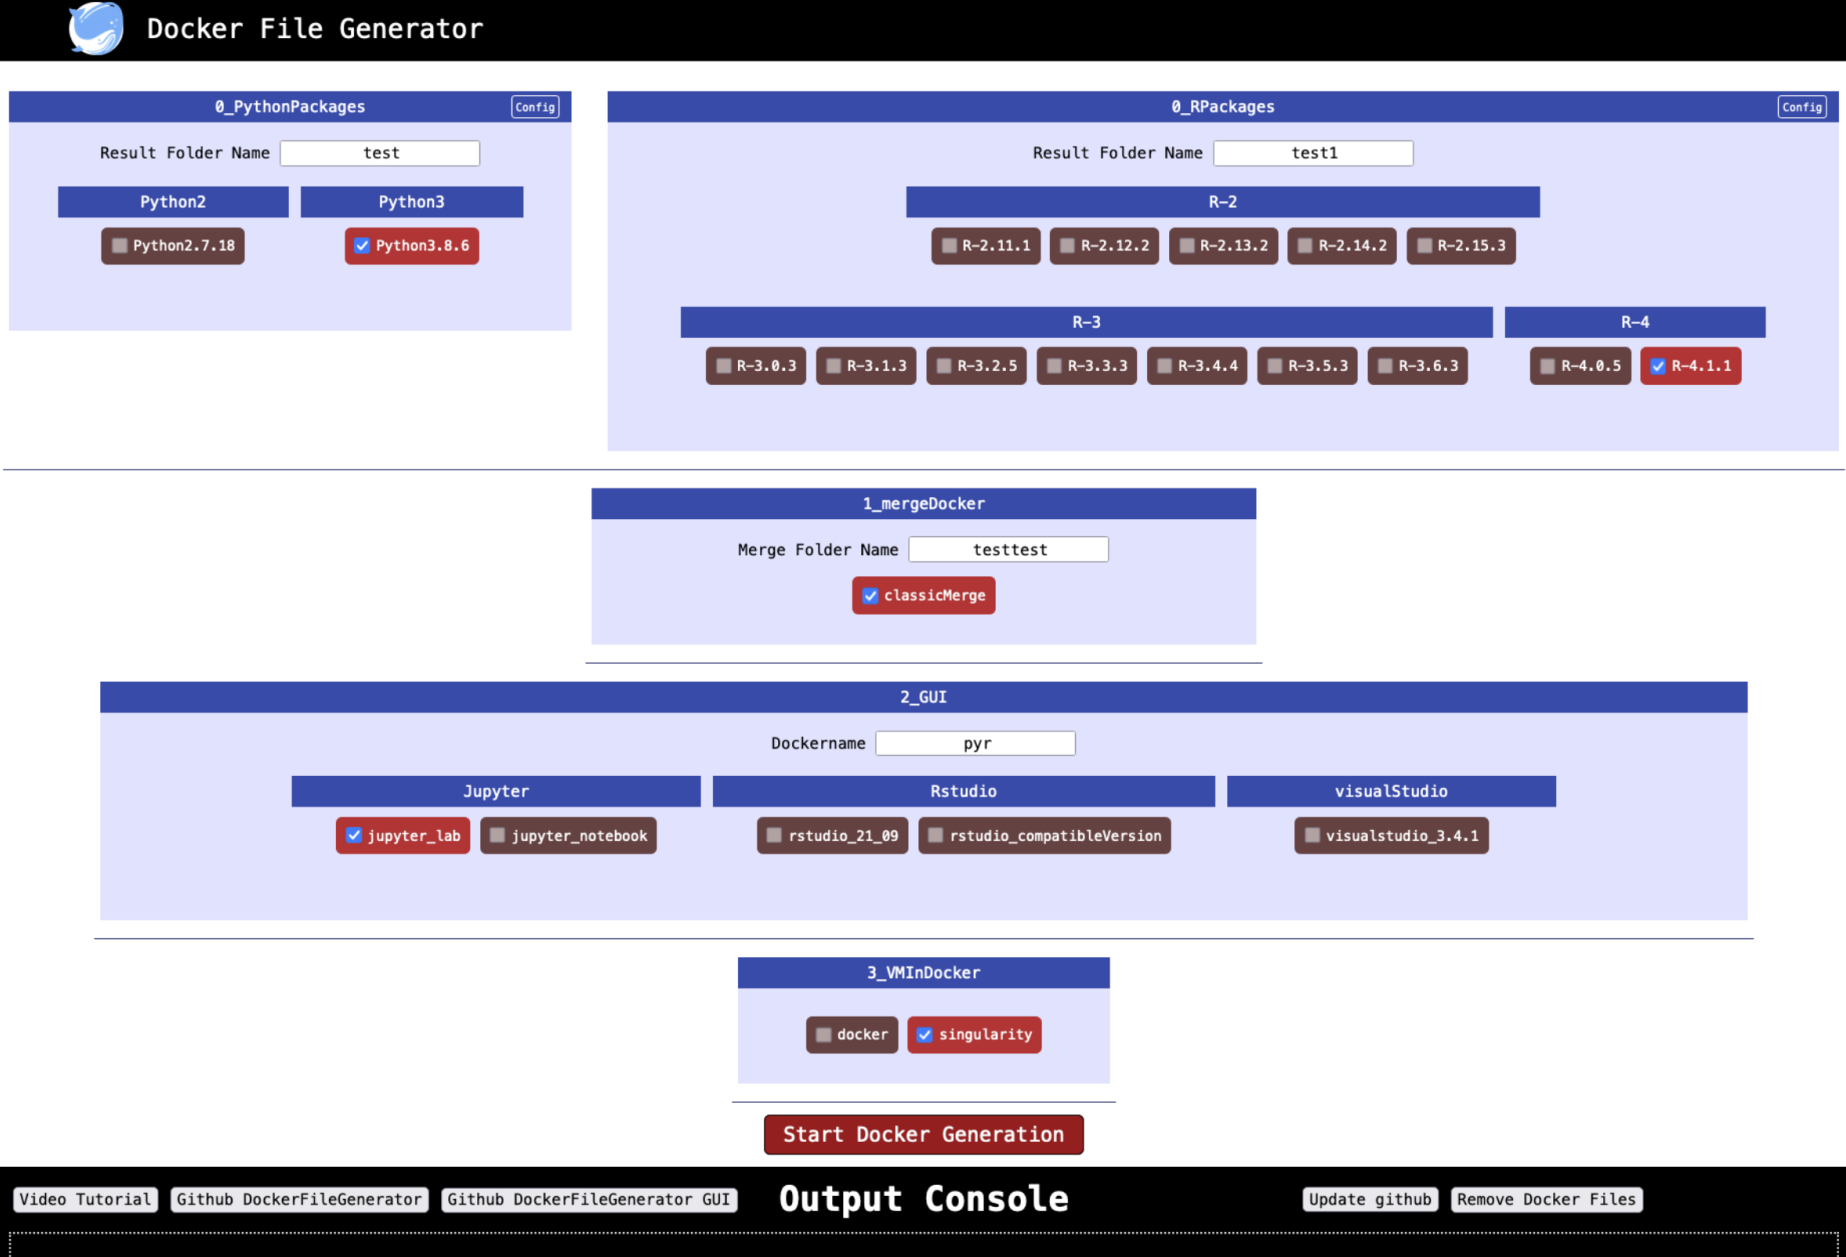 Docker File Generator
0_PythonPackages
Config
Result Folder Name test
Python2 Python3
Python2.7.18 Python3.8.6
0_RPackages
Config
Result Folder Name test1
R-2
R-2.11.1 R-2.12.2 R-2.13.2 R-2.14.2 R-2.15.3
R-3 R-4
R-3.0.3 R-3.1.3 R-3.2.5 R-3.3.3 R-3.4.4 R-3.5.3 R-3.6.3 R-4.0.5 R-4.1.1
1_mergeDocker
Merge Folder Name testtest
classicMerge
2_GUI
Dockername pyr
Jupyter Rstudio visualStudio
jupyter_lab jupyter_notebook rstudio_21_09 rstudio_compatibleVersion visualstudio_3.4.1
3_VMInDocker
docker singularity
Start Docker Generation
Video Tutorial Github DockerFileGenerator Github DockerFileGenerator GUI Output Console Update github Remove Docker Files